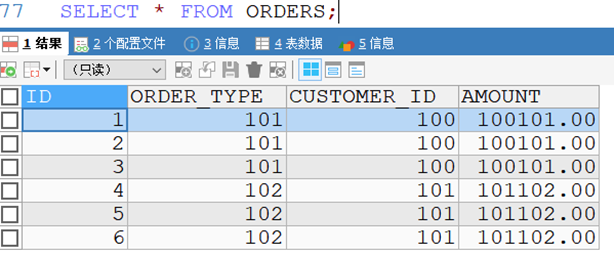 77 SELECT * FROM ORDERS;
1 结果 2 个配置文件 3 信息 4 表数据 5 信息
(只读)
ID ORDER_TYPE CUSTOMER_ID AMOUNT
1 101 100 100101.00
2 101 100 100101.00
3 101 100 100101.00
4 102 101 101102.00
5 102 101 101102.00
6 102 101 101102.00